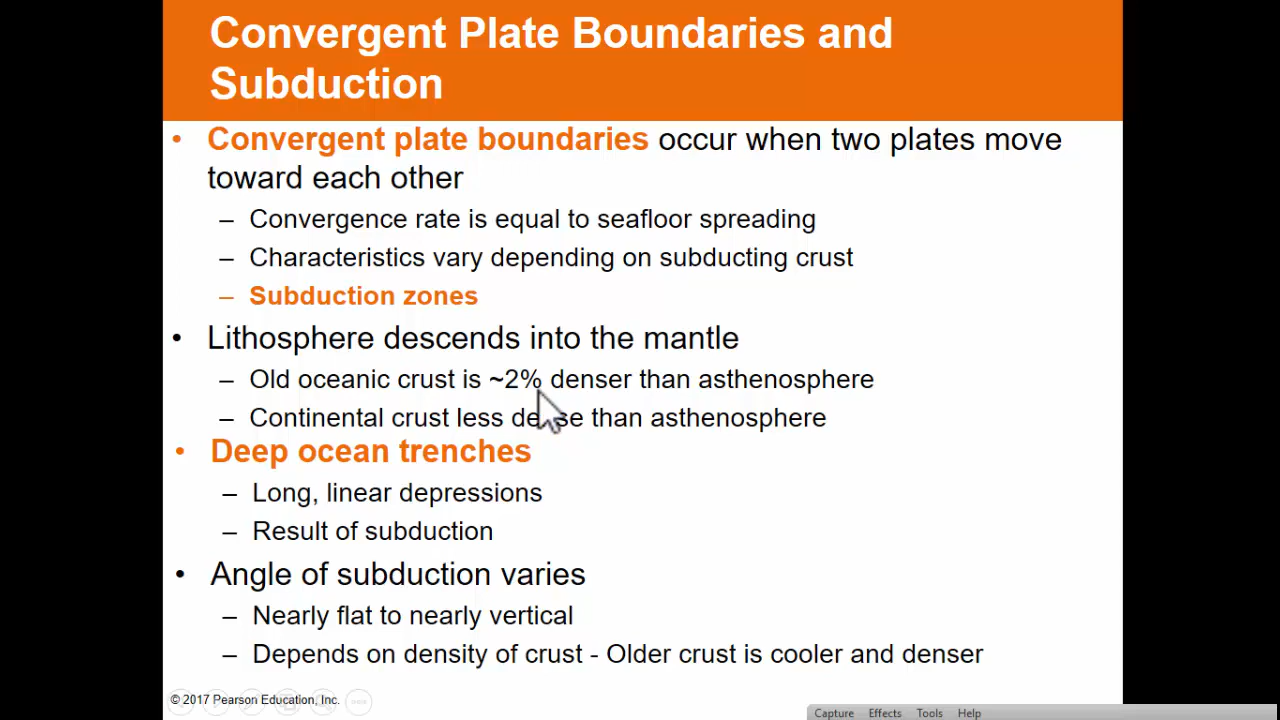 Convergent Plate Boundaries and
Subduction
• Convergent plate boundaries occur when two plates move
toward each other
– Convergence rate is equal to seafloor spreading
– Characteristics vary depending on subducting crust
– Subduction zones
• Lithosphere descends into the mantle
– Old oceanic crust is ~2% denser than asthenosphere
– Continental crust less dense than asthenosphere
• Deep ocean trenches
– Long, linear depressions
– Result of subduction
• Angle of subduction varies
– Nearly flat to nearly vertical
– Depends on density of crust - Older crust is cooler and denser
© 2017 Pearson Education, Inc.
Capture Effects Tools Help